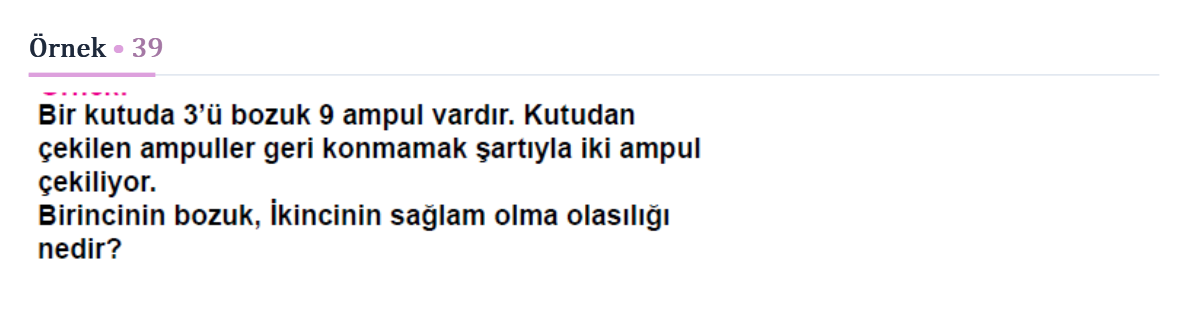 Örnek • 39
Bir kutuda 3’ü bozuk 9 ampul vardır. Kutudan
çekilen ampuller geri konmamak şartıyla iki ampul
çekiliyor.
Birincinin bozuk, İkincinin sağlam olma olasılığı
nedir?